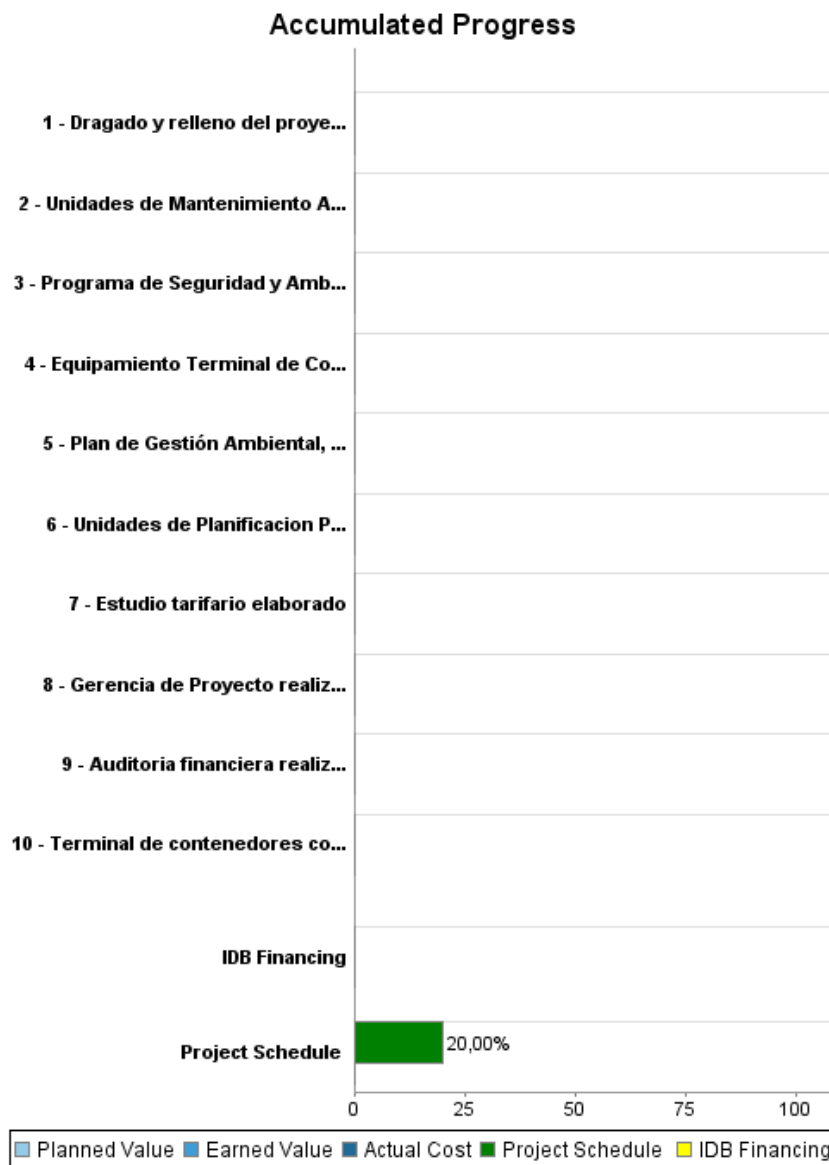 Accumulated Progress
1 - Dragado y relleno del proye...
2 - Unidades de Mantenimiento A...
3 - Programa de Seguridad y Amb...
4 - Equipamiento Terminal de Co...
5 - Plan de Gestión Ambiental, ...
6 - Unidades de Planificacion P...
7 - Estudio tarifario elaborado
8 - Gerencia de Proyecto realiz...
9 - Auditoria financiera realiz...
10 - Terminal de contenedores co...
IDB Financing
Project Schedule 20,00%
0 25 50 75 100
Planned Value Earned Value Actual Cost Project Schedule IDB Financing